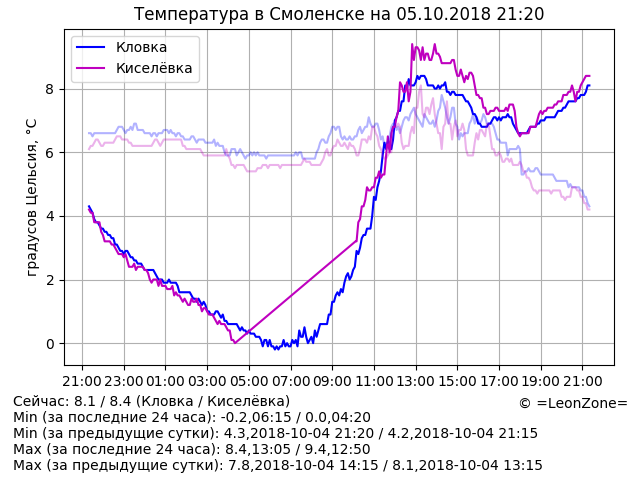 Температура в Смоленске на 05.10.2018 21:20
Кловка
Киселёвка
градусов Цельсия, °C
8
6
4
2
0
21:00 23:00 01:00 03:00 05:00 07:00 09:00 11:00 13:00 15:00 17:00 19:00 21:00
Сейчас: 8.1 / 8.4 (Кловка / Киселёвка)
© =LeonZone=
Min (за последние 24 часа): -0.2,06:15 / 0.0,04:20
Min (за предыдущие сутки): 4.3,2018-10-04 21:20 / 4.2,2018-10-04 21:15
Max (за последние 24 часа): 8.4,13:05 / 9.4,12:50
Max (за предыдущие сутки): 7.8,2018-10-04 14:15 / 8.1,2018-10-04 13:15